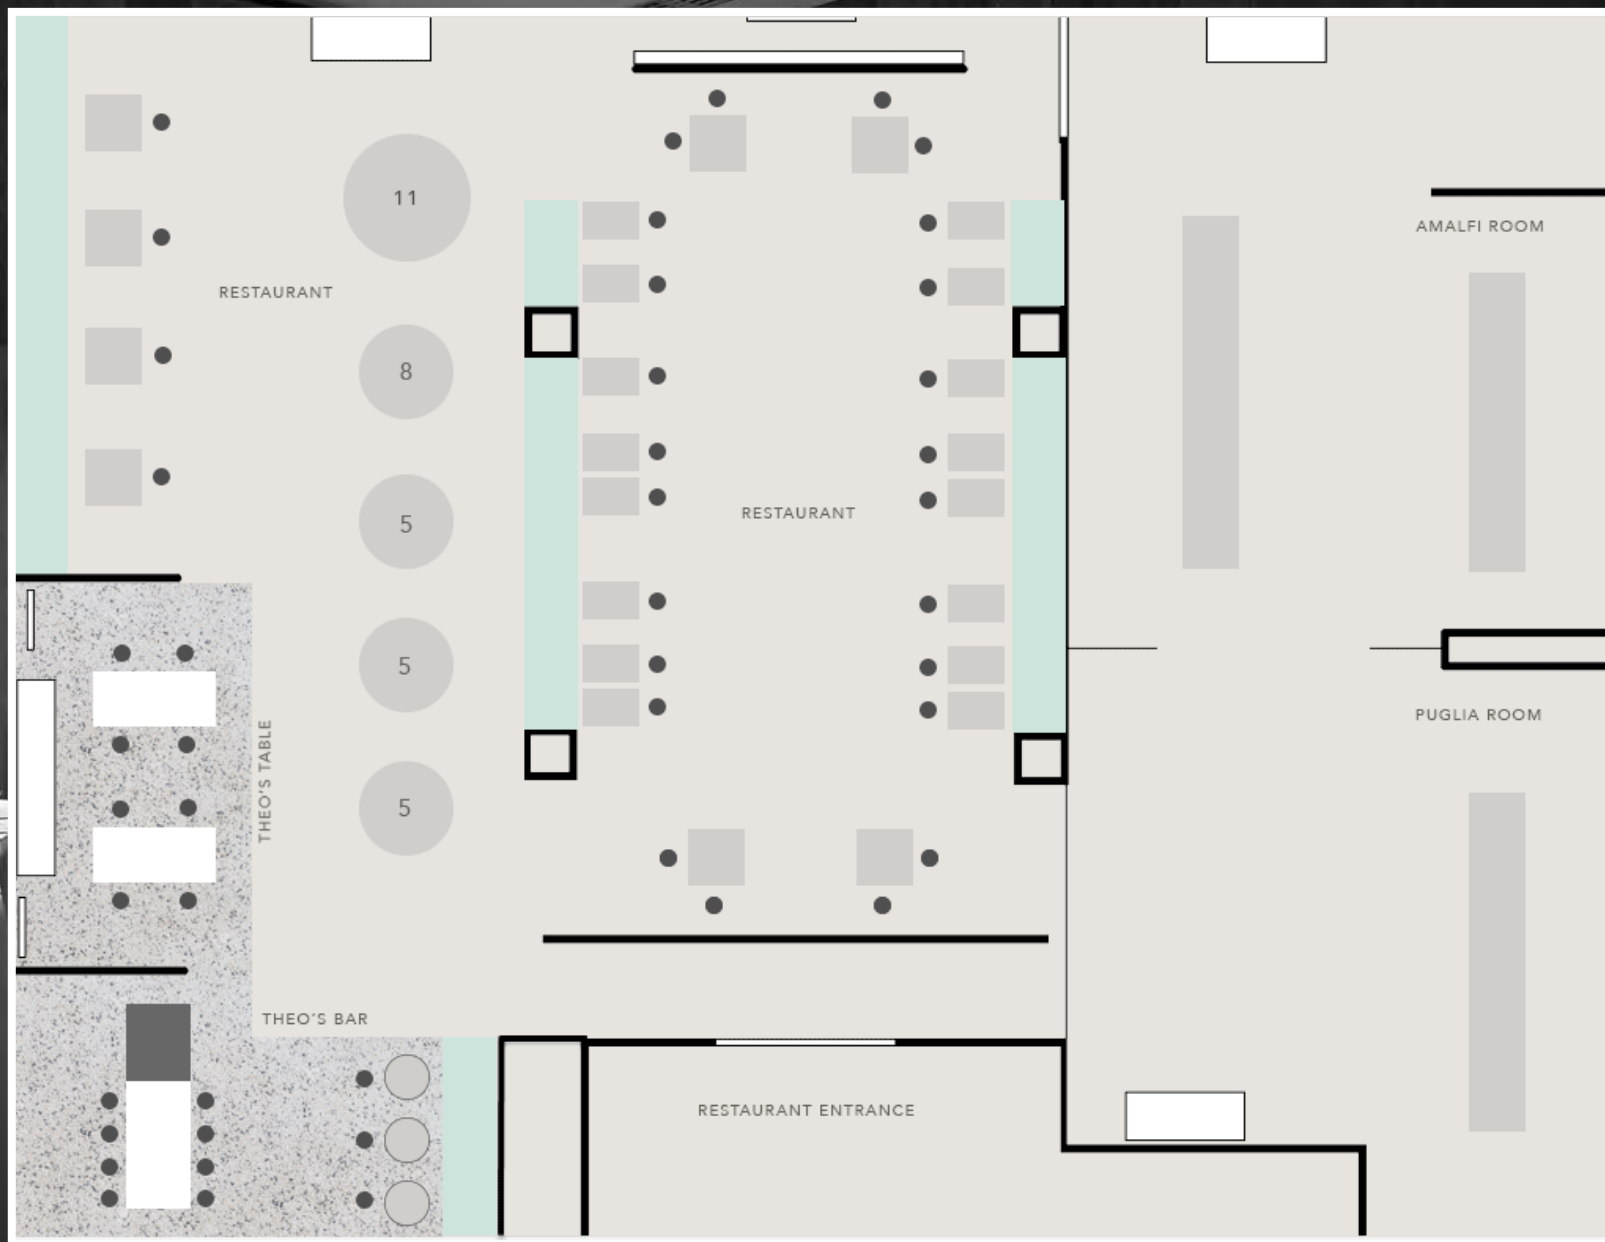 11
AMALFI ROOM
RESTAURANT
8
5
RESTAURANT
5
PUGLIA ROOM
THEO'S TABLE
5
THEO'S BAR
RESTAURANT ENTRANCE